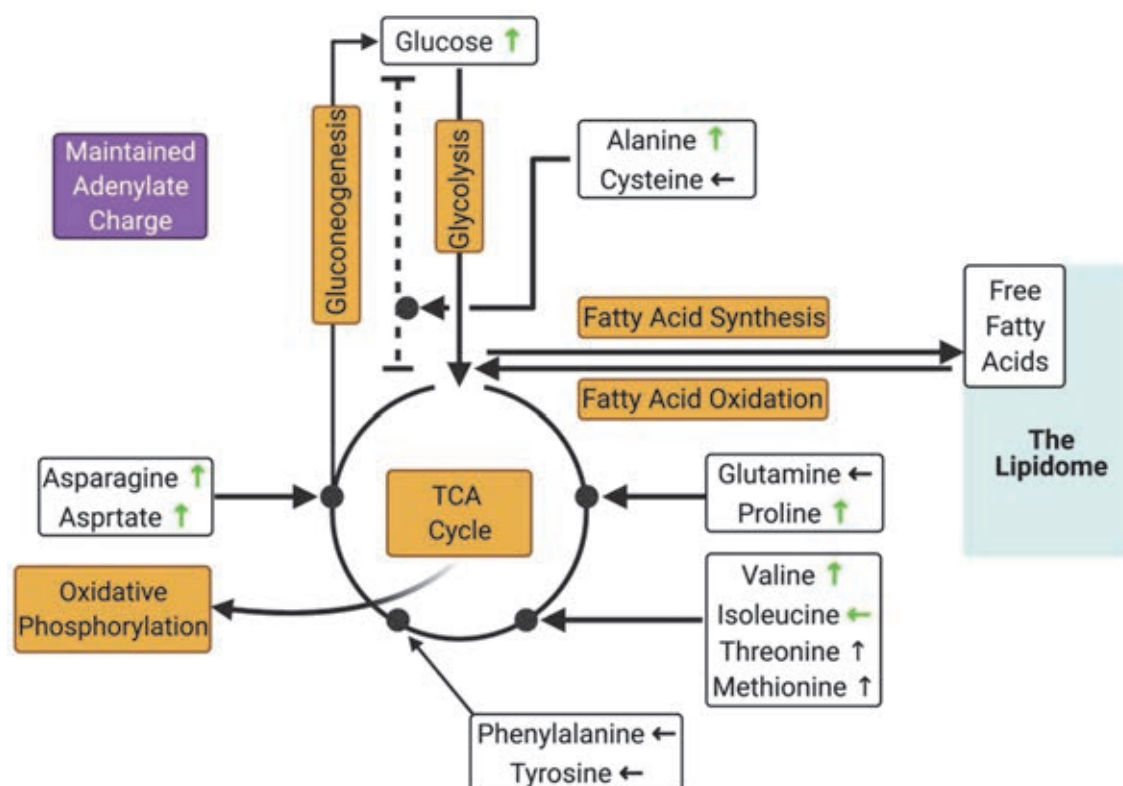 Glucose ↑
Gluconeogenesis
Glycolysis
Maintained
Adenylate
Charge
Alanine ↑
Cysteine ←
Fatty Acid Synthesis
Fatty Acid Oxidation
Free
Fatty
Acids
The
Lipidome
Asparagine ↑
Asprtate ↑
TCA
Cycle
Glutamine ←
Proline ↑
Oxidative
Phosphorylation
Valine ↑
Isoleucine ←
Threonine ↑
Methionine ↑
Phenylalanine ←
Tyrosine ←